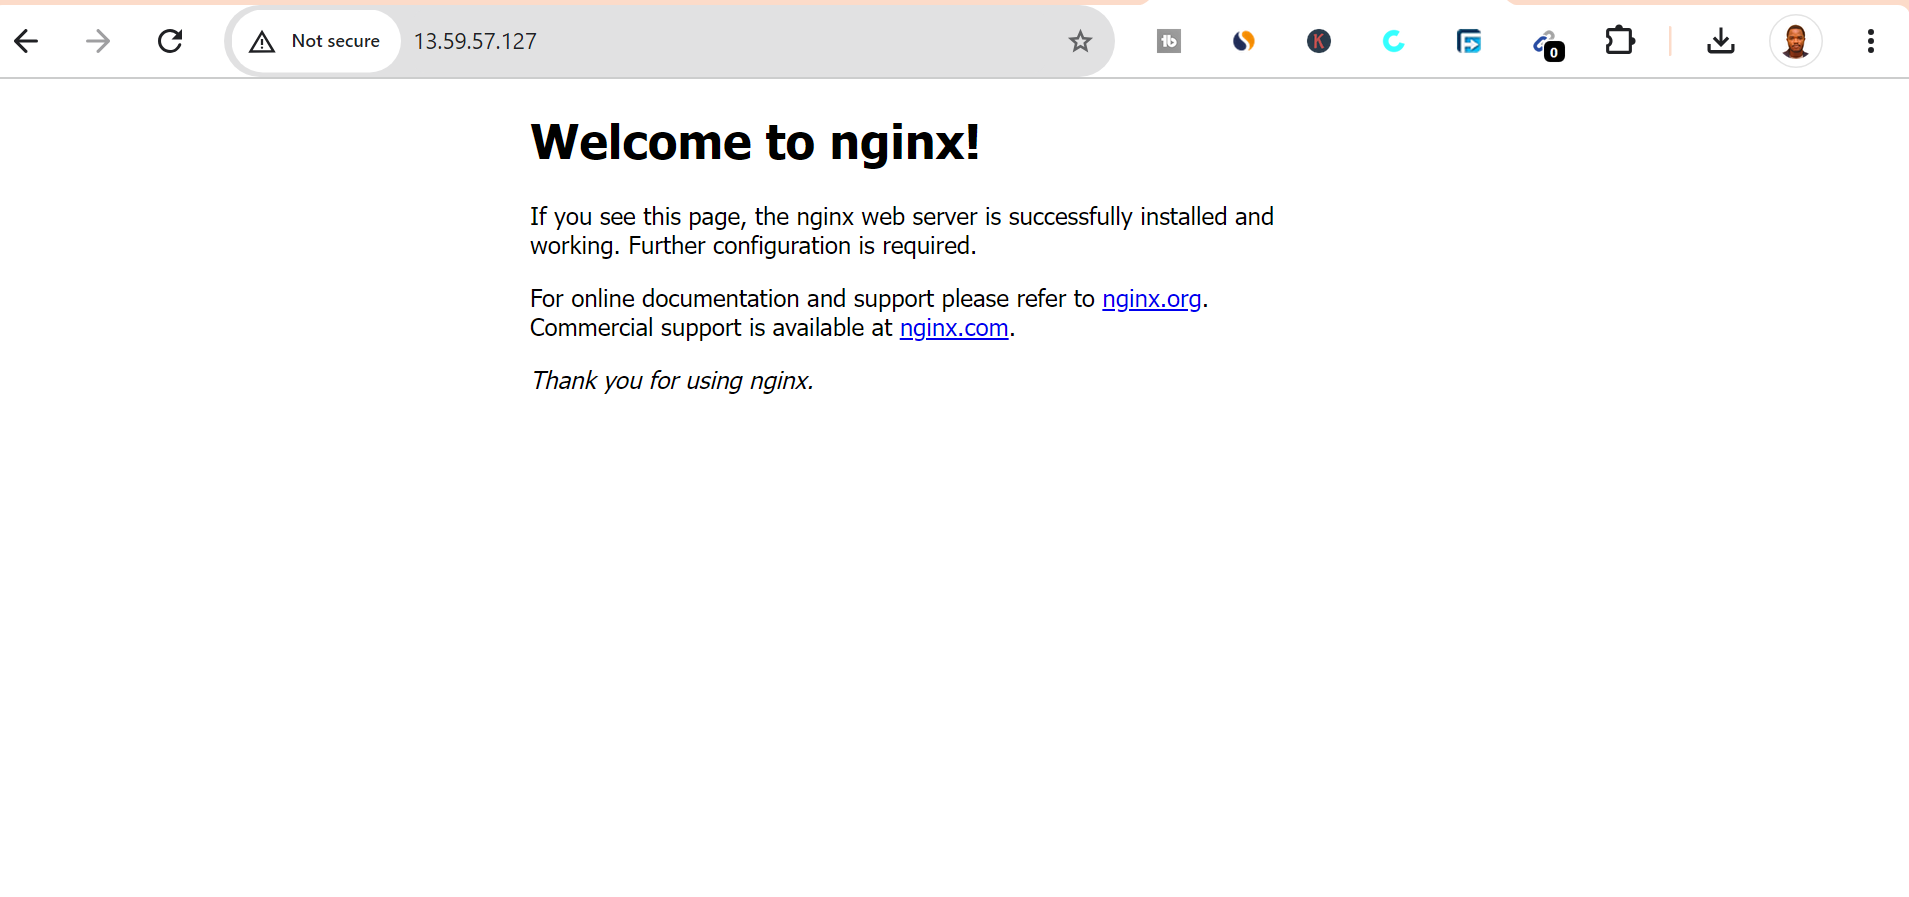 Not secure
13.59.57.127
tb
K
0
Welcome to nginx!
If you see this page, the nginx web server is successfully installed and
working. Further configuration is required.
For online documentation and support please refer to nginx.org.
Commercial support is available at nginx.com.
Thank you for using nginx.